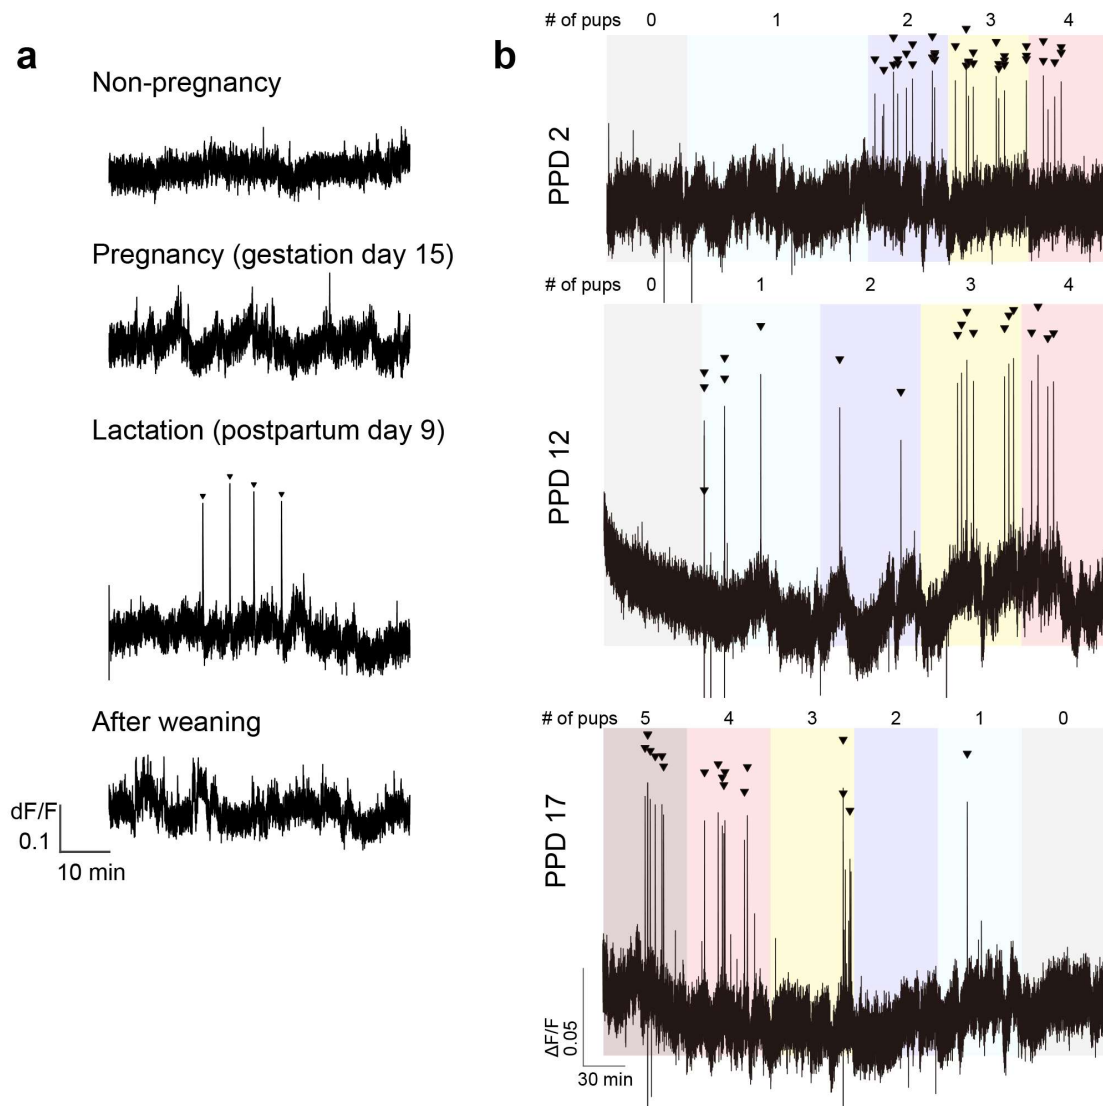 a
Non-pregnancy
Pregnancy (gestation day 15)
Lactation (postpartum day 9)
After weaning
dF/F
0.1
10 min
b
# of pups 0 1 2 3 4
PPD 2
# of pups 0 1 2 3 4
PPD 12
# of pups 5 4 3 2 1 0
PPD 17
ΔF/F
0.05
30 min